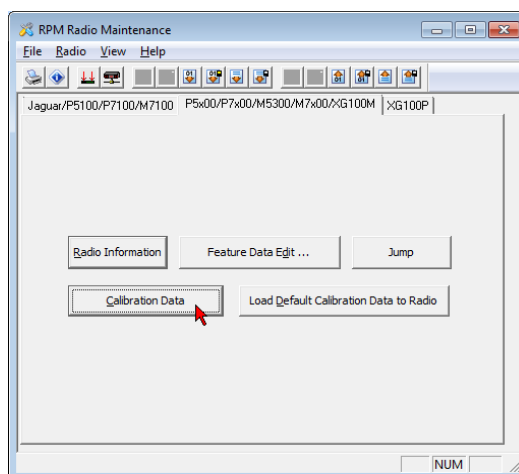 RPM Radio Maintenance
File Radio View Help
Jaguar/P5100/P7100/M7100 P5x00/P7x00/M5300/M7x00/XG100M XG100P
Radio Information Feature Data Edit ... Jump
Calibration Data Load Default Calibration Data to Radio
NUM